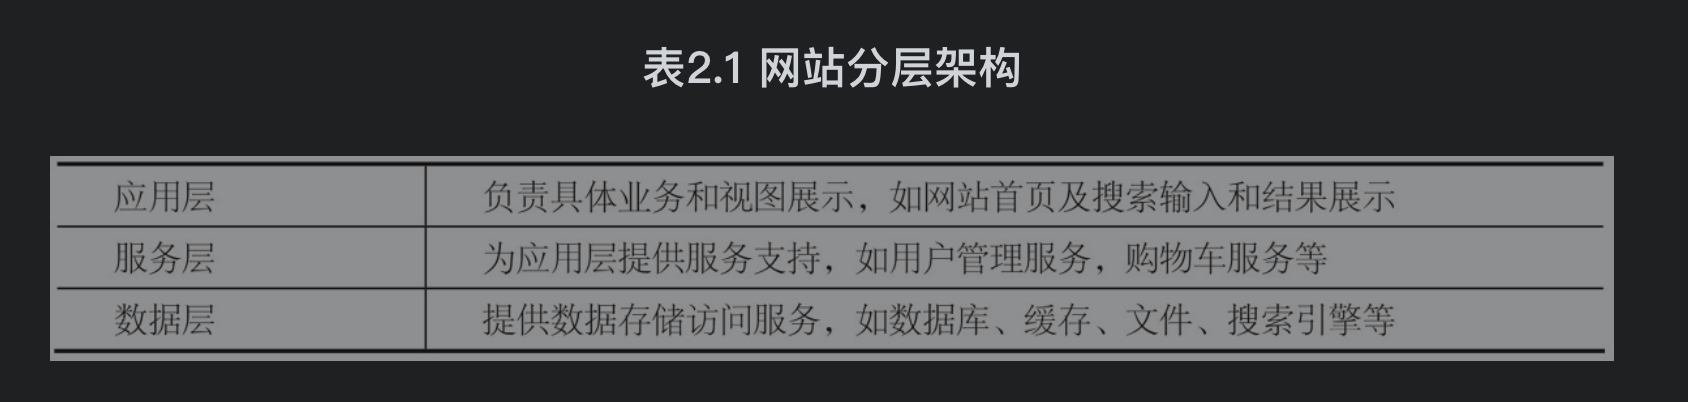 表2.1 网站分层架构
应用层 负责具体业务和视图展示，如网站首页及搜索输入和结果展示
服务层 为应用层提供服务支持，如用户管理服务，购物车服务等
数据层 提供数据存储访问服务，如数据库、缓存、文件、搜索引擎等